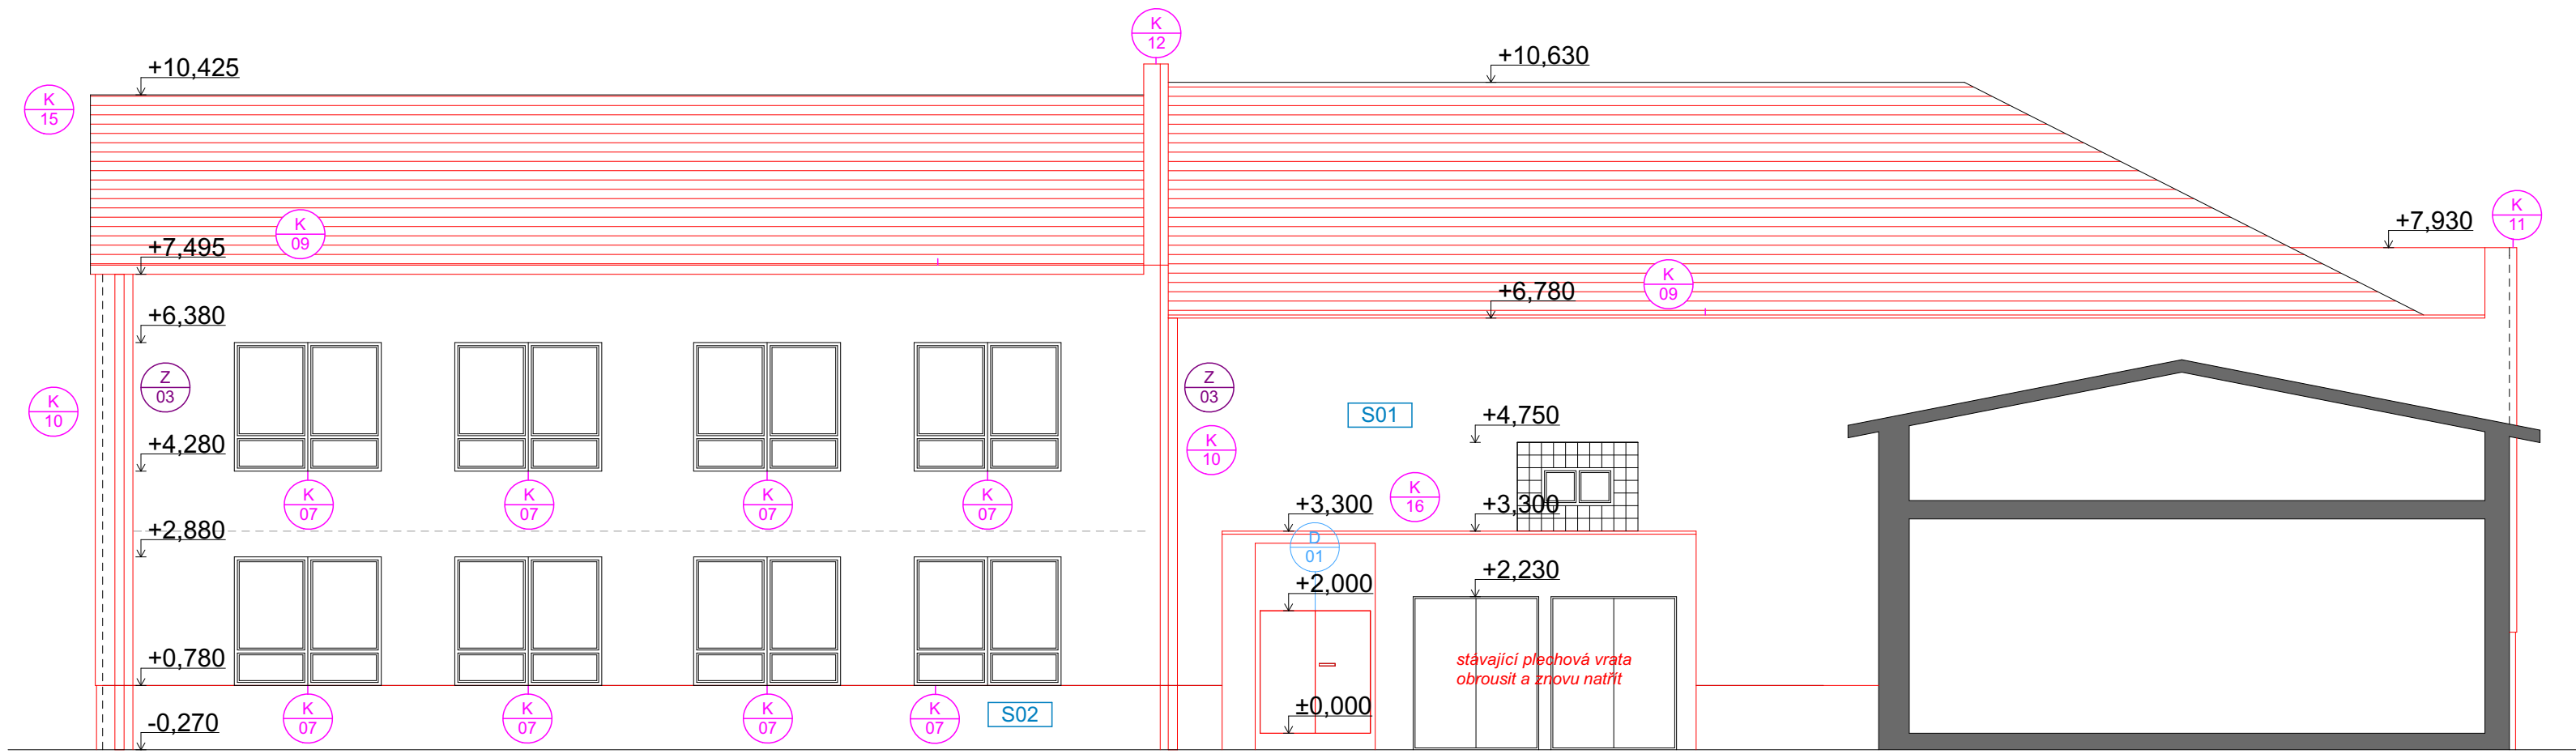 K
12
+10,425
+10,630
K
15
K
09
+7,495
+7,930
K
11
K
09
+6,780
+6,380
Z
03
Z
03
K
10
K
10
S01
+4,750
+4,280
K
07
K
07
K
07
K
07
K
16
+3,300
+3,300
+2,880
D
01
+2,000
+2,230
+0,780
stávající plechová vrata
obrousit a znovu natřít
±0,000
-0,270
K
07
K
07
K
07
K
07
S02